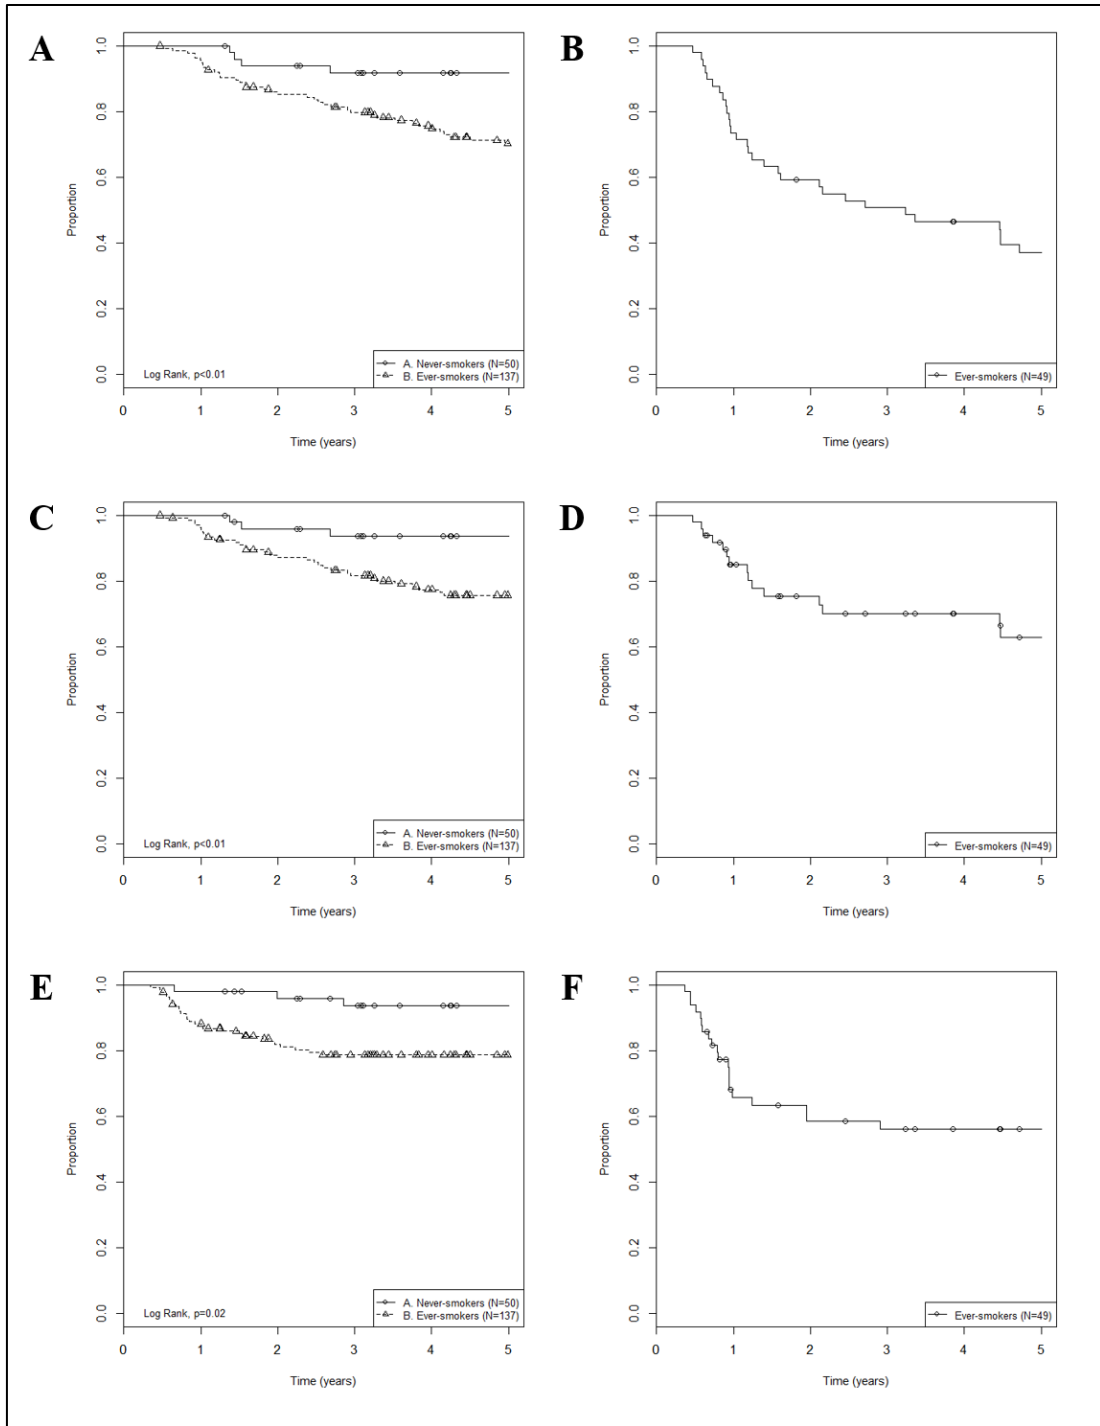 A
Proportion
1.0
0.8
0.6
0.4
0.2
0.0
Log Rank, p<0.01
A. Never-smokers (N=50)
B. Ever-smokers (N=137)
0 1 2 3 4 5
Time (years)
B
Proportion
1.0
0.8
0.6
0.4
0.2
0.0
Ever-smokers (N=49)
0 1 2 3 4 5
Time (years)
C
Proportion
1.0
0.8
0.6
0.4
0.2
0.0
Log Rank, p<0.01
A. Never-smokers (N=50)
B. Ever-smokers (N=137)
0 1 2 3 4 5
Time (years)
D
Proportion
1.0
0.8
0.6
0.4
0.2
0.0
Ever-smokers (N=49)
0 1 2 3 4 5
Time (years)
E
Proportion
1.0
0.8
0.6
0.4
0.2
0.0
Log Rank, p=0.02
A. Never-smokers (N=50)
B. Ever-smokers (N=137)
0 1 2 3 4 5
Time (years)
F
Proportion
1.0
0.8
0.6
0.4
0.2
0.0
Ever-smokers (N=49)
0 1 2 3 4 5
Time (years)